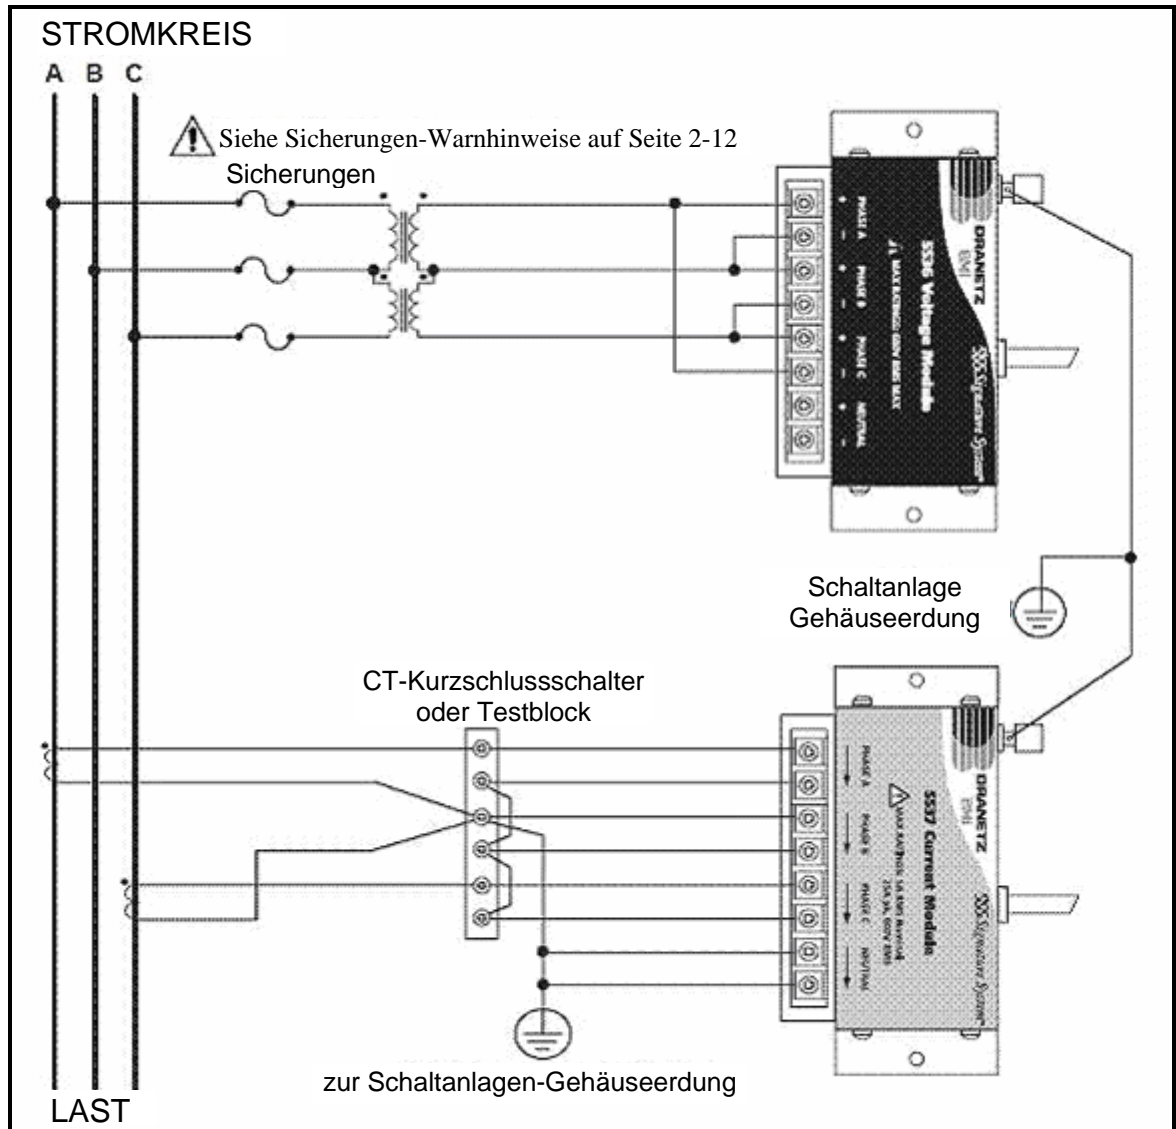 STROMKREIS
A B C
Siehe Sicherungen-Warnhinweise auf Seite 2-12
Sicherungen
+ PHASE A -
+ PHASE B -
+ PHASE C -
+ NEUTRAL -
5536 Voltage Module
DRANETZ
BMI
Signature System
Schaltanlage
Gehäuseerdung
CT-Kurzschlussschalter
oder Testblock
PHASE A
PHASE B
PHASE C
NEUTRAL
5537 Current Module
DRANETZ
BMI
Signature System
zur Schaltanlagen-Gehäuseerdung
LAST